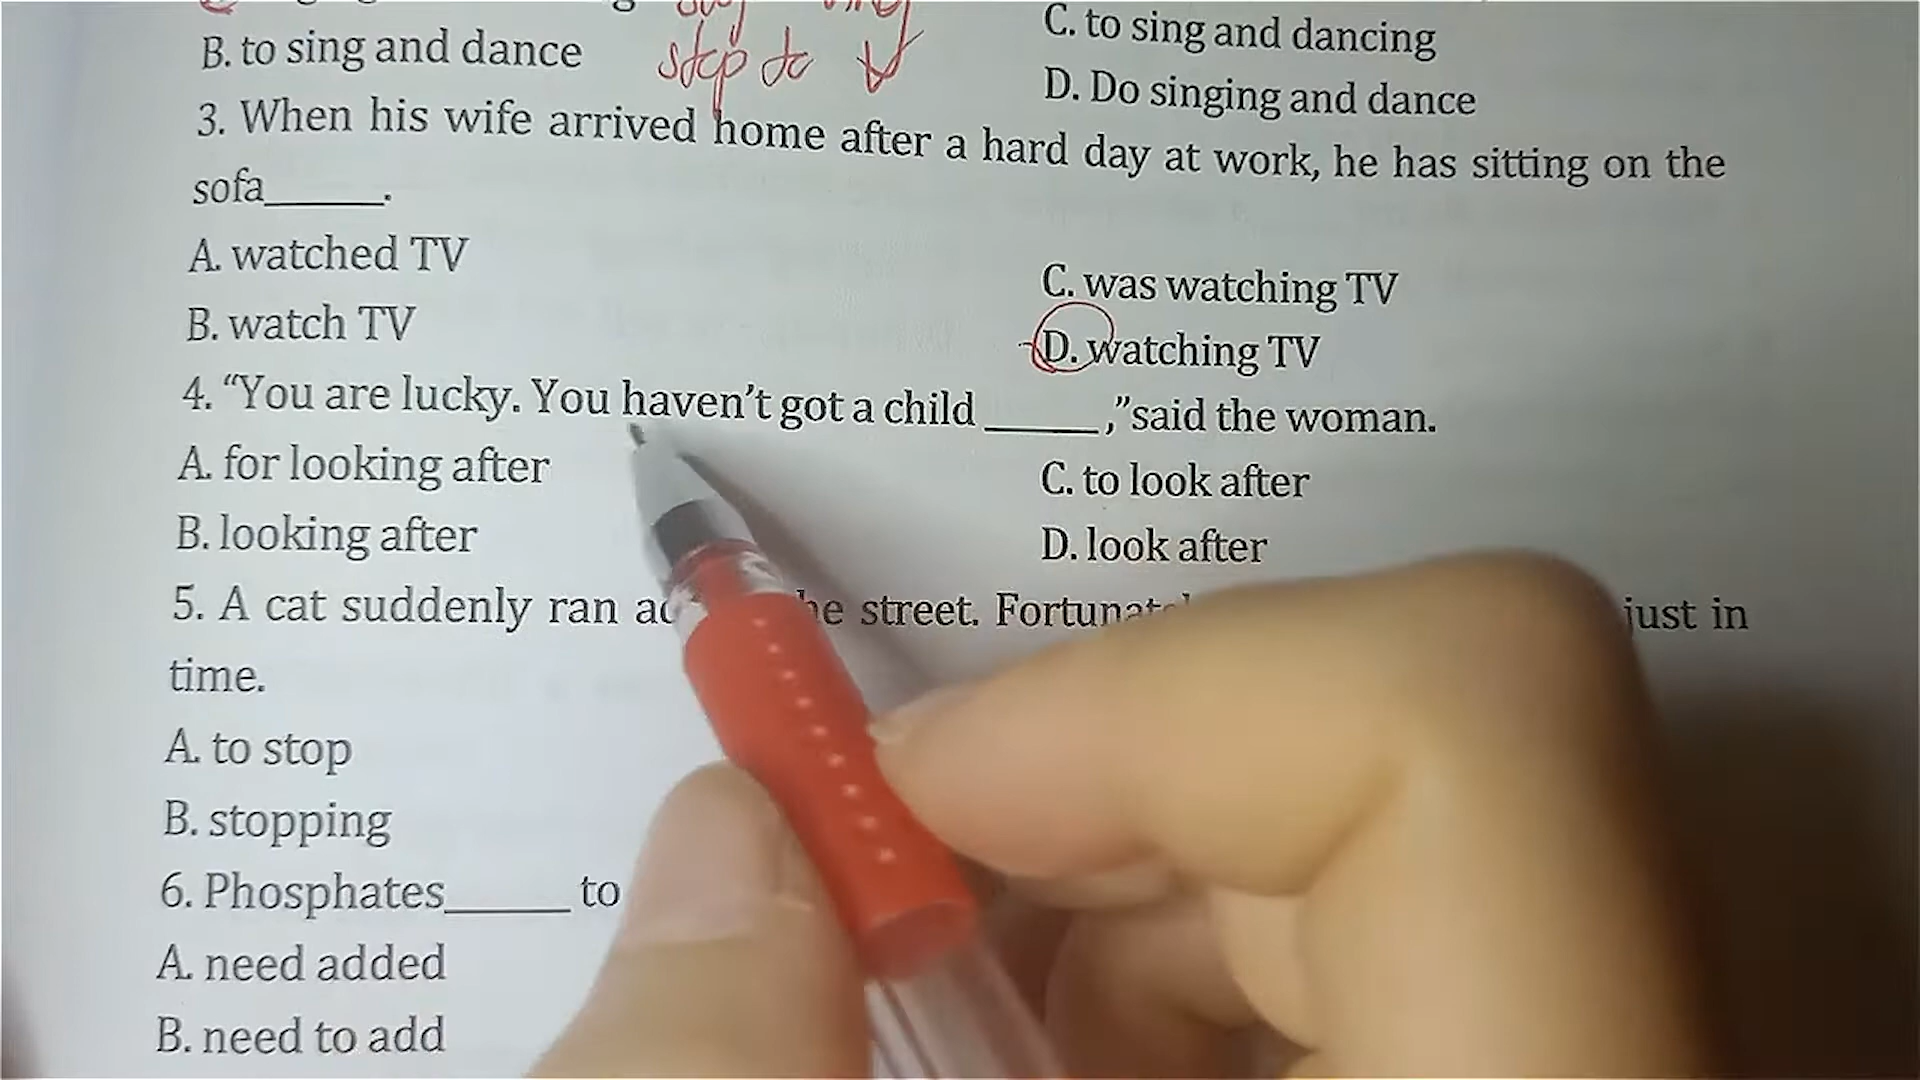 B. to sing and dance
stop to V
C. to sing and dancing
D. Do singing and dance
3. When his wife arrived home after a hard day at work, he has sitting on the
sofa______.
A. watched TV
B. watch TV
C. was watching TV
D. watching TV
4. “You are lucky. You haven’t got a child ______,”said the woman.
A. for looking after
B. looking after
C. to look after
D. look after
5. A cat suddenly ran he street. just in
time.
A. to stop
B. stopping
6. Phosphates______ to
A. need added
B. need to add